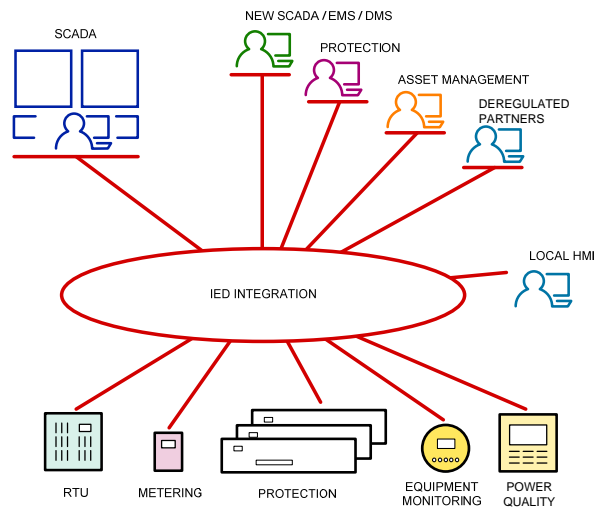 SCADA
NEW SCADA / EMS / DMS
PROTECTION
ASSET MANAGEMENT
DEREGULATED
PARTNERS
LOCAL HMI
IED INTEGRATION
RTU
METERING
PROTECTION
EQUIPMENT
MONITORING
POWER
QUALITY